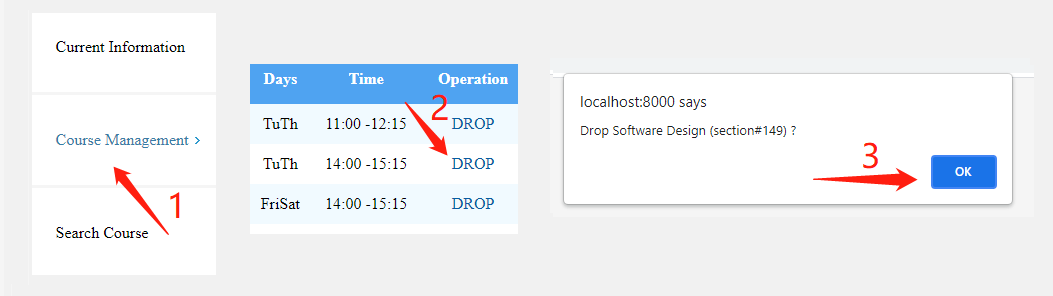 Current Information
Course Management >
1
Search Course
Days Time Operation
2
TuTh 11:00 -12:15 DROP
TuTh 14:00 -15:15 DROP
FriSat 14:00 -15:15 DROP
localhost:8000 says
Drop Software Design (section#149) ?
3
OK